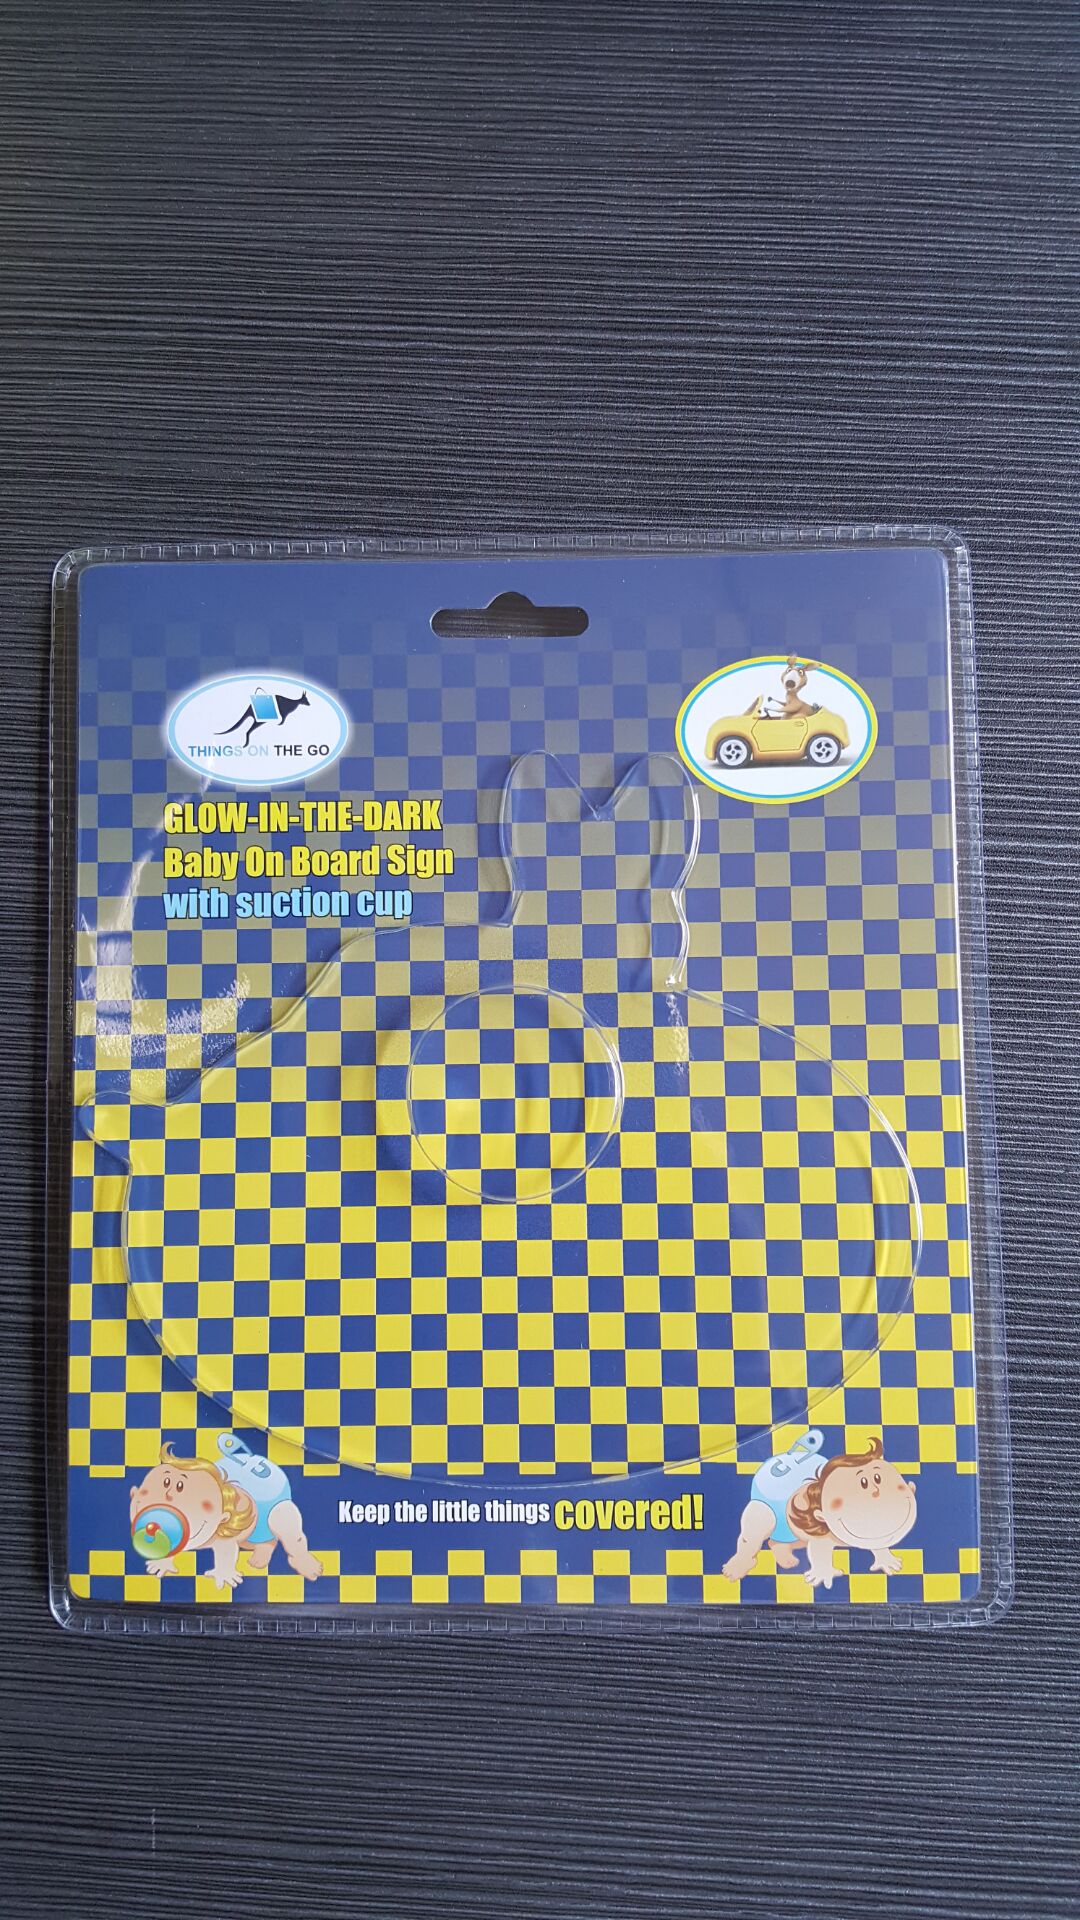 THINGS ON THE GO
GLOW-IN-THE-DARK
Baby On Board Sign
with suction cup
Keep the little things covered!